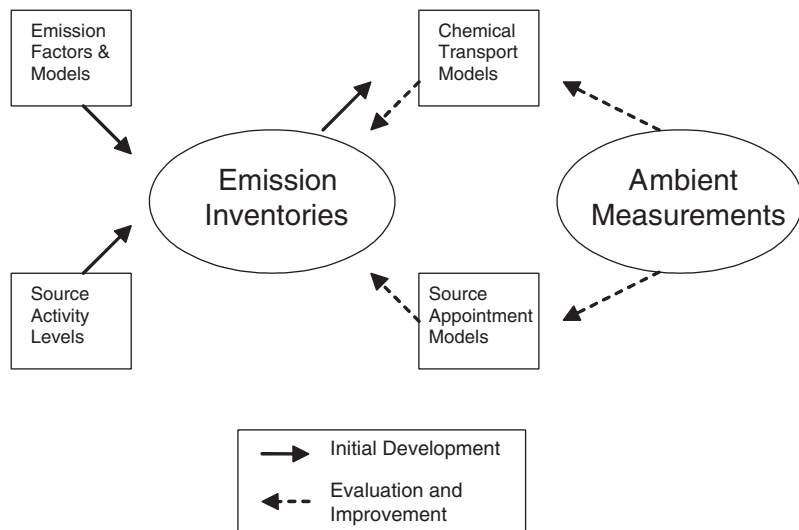 Emission
Factors &
Models
Chemical
Transport
Models
Emission
Inventories
Ambient
Measurements
Source
Activity
Levels
Source
Appointment
Models
Initial Development
Evaluation and
Improvement